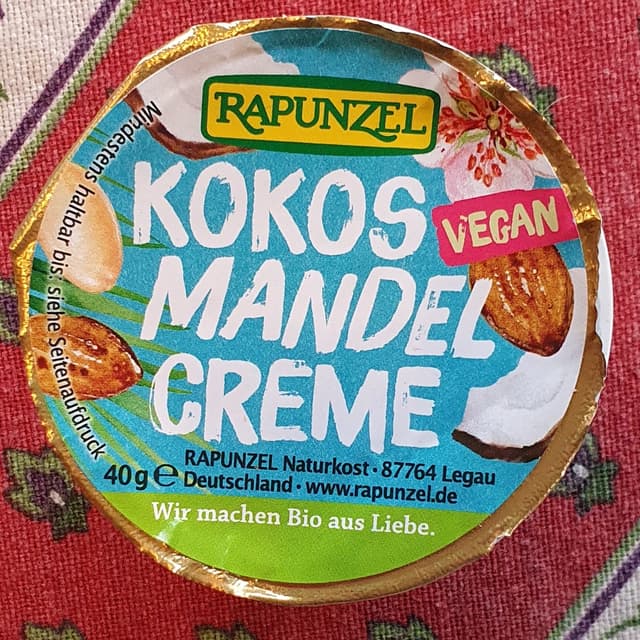 RAPUNZEL
KOKOS
VEGAN
MANDEL
CREME
Mindestens haltbar bis: siehe Seitenaufdruck
RAPUNZEL Naturkost · 87764 Legau
40 g ℮ Deutschland · www.rapunzel.de
Wir machen Bio aus Liebe.